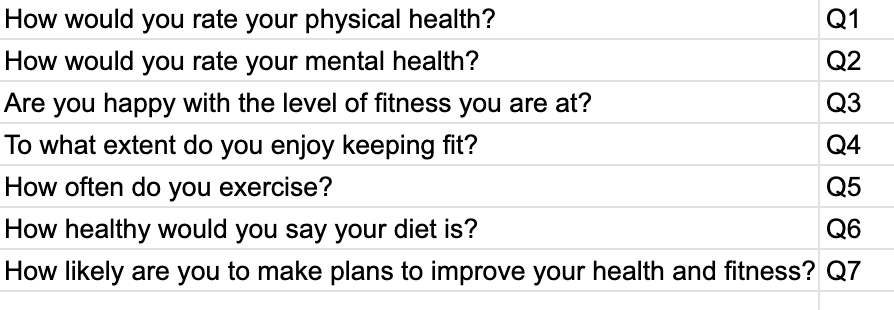 How would you rate your physical health? Q1
How would you rate your mental health? Q2
Are you happy with the level of fitness you are at? Q3
To what extent do you enjoy keeping fit? Q4
How often do you exercise? Q5
How healthy would you say your diet is? Q6
How likely are you to make plans to improve your health and fitness? Q7